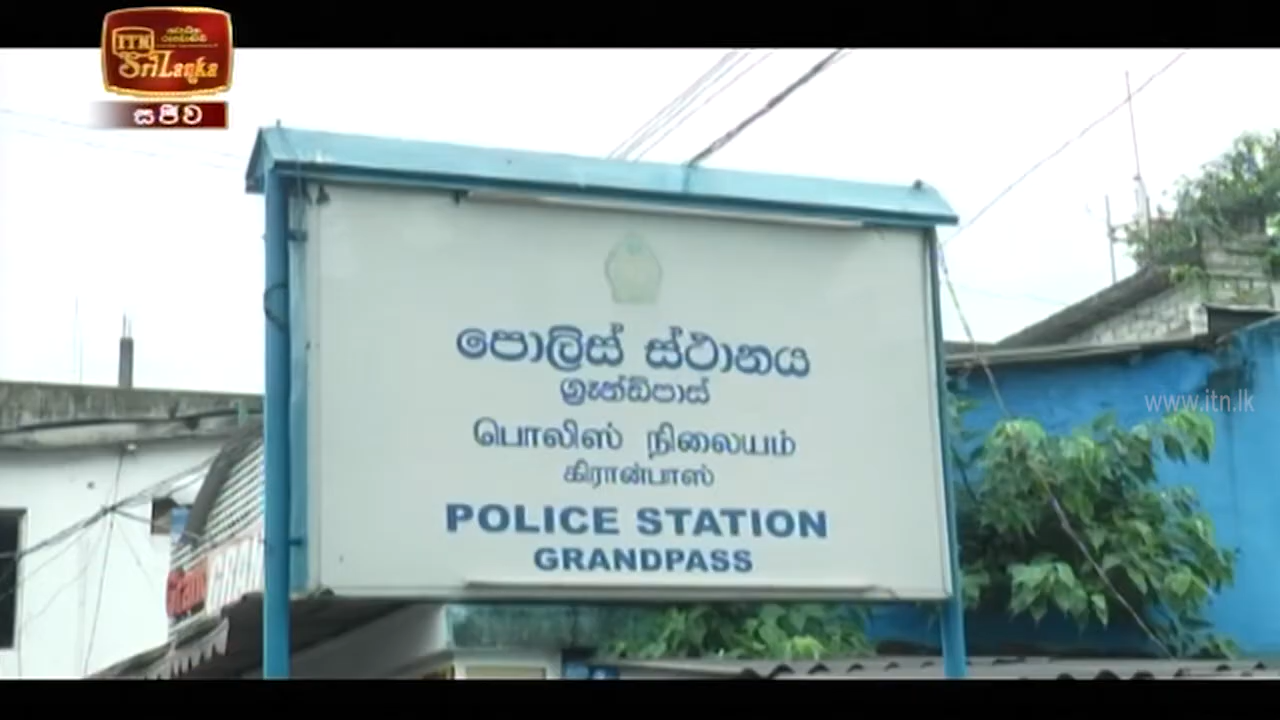 ITN
Sri Lanka
සජීව
පොලිස් ස්ථානය
ග්‍රෑන්ඩ්පාස්
பொலிஸ் நிலையம்
கிரான்பாஸ்
POLICE STATION
GRANDPASS
www.itn.lk